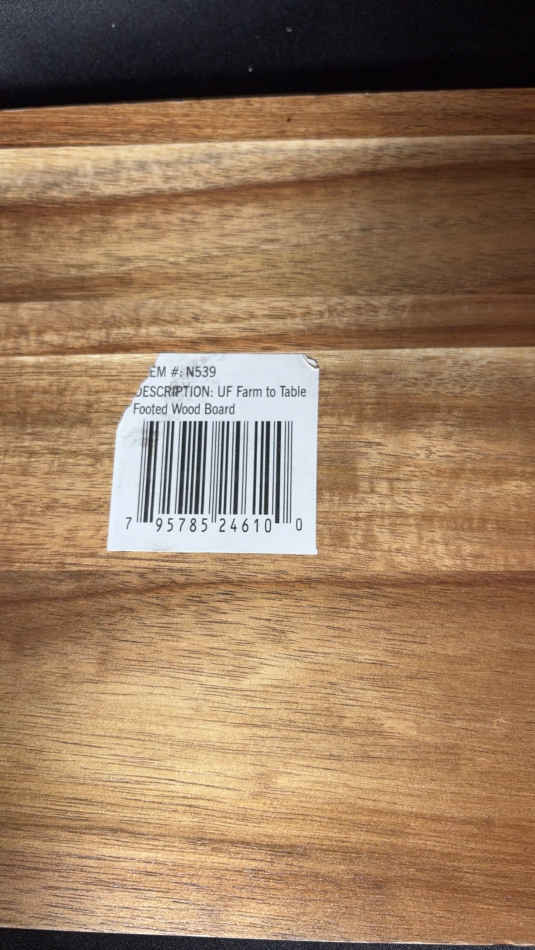 EM #: N539
DESCRIPTION: UF Farm to Table
Footed Wood Board
7 95785 24610 0